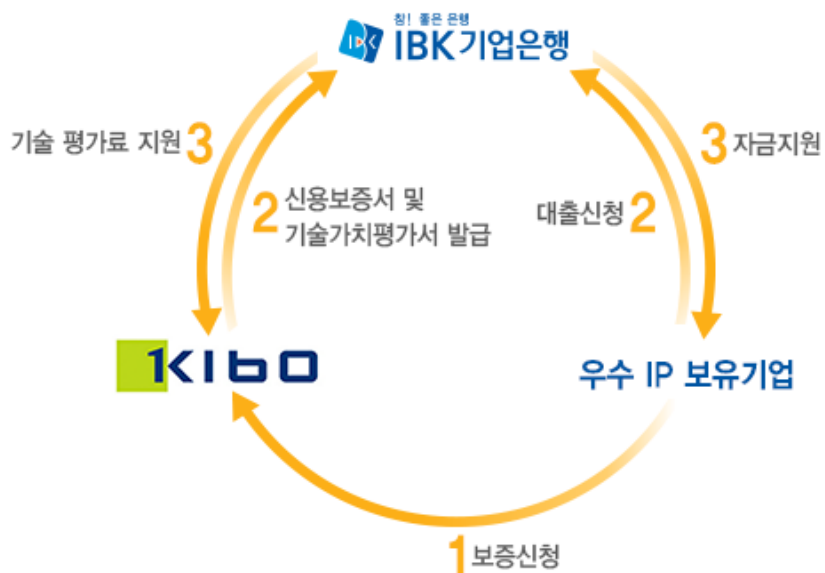 참! 좋은 은행
IBK기업은행
기술 평가료 지원 3
3 자금지원
2 신용보증서 및
기술가치평가서 발급
대출신청 2
1KIBO
우수 IP 보유기업
1 보증신청